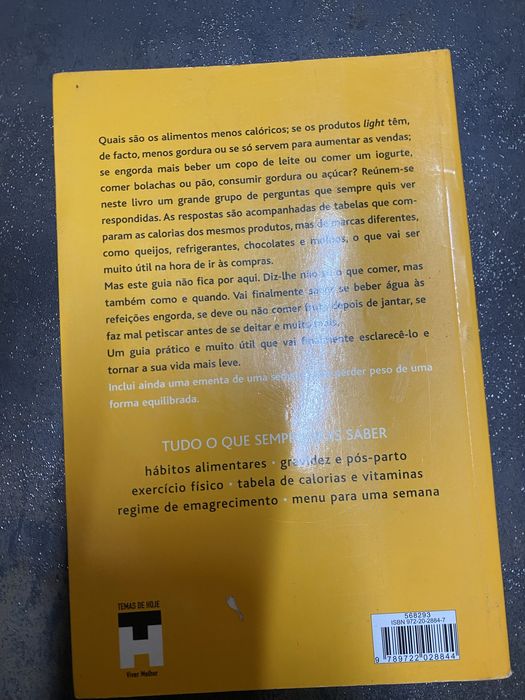 Quais são os alimentos menos calóricos; se os produtos light têm,
de facto, menos gordura ou se só servem para aumentar as vendas;
se engorda mais beber um copo de leite ou comer um iogurte,
comer bolachas ou pão, consumir gordura ou açúcar? Reúnem-se
neste livro um grande grupo de perguntas que sempre quis ver
respondidas. As respostas são acompanhadas de tabelas que com-
param as calorias dos mesmos produtos, mas de marcas diferentes,
como queijos, refrigerantes, chocolates e molhos, o que vai ser
muito útil na hora de ir às compras.
Mas este guia não fica por aqui. Diz-lhe não só o que comer, mas
também como e quando. Vai finalmente saber se beber água às
refeições engorda, se deve ou não comer fruta depois de jantar, se
faz mal petiscar antes de se deitar e muito mais.
Um guia prático e muito útil que vai finalmente esclarecê-lo e
tornar a sua vida mais leve.
Inclui ainda uma ementa de uma perder peso de uma
forma equilibrada.
TUDO O QUE SEMPRE SABER
hábitos alimentares • gravidez e pós-parto
exercício físico • tabela de calorias e vitaminas
regime de emagrecimento • menu para uma semana
TEMAS DE HOJE
H
Viver Melhor
568293
ISBN 972-20-2884-7
9 789722 028844